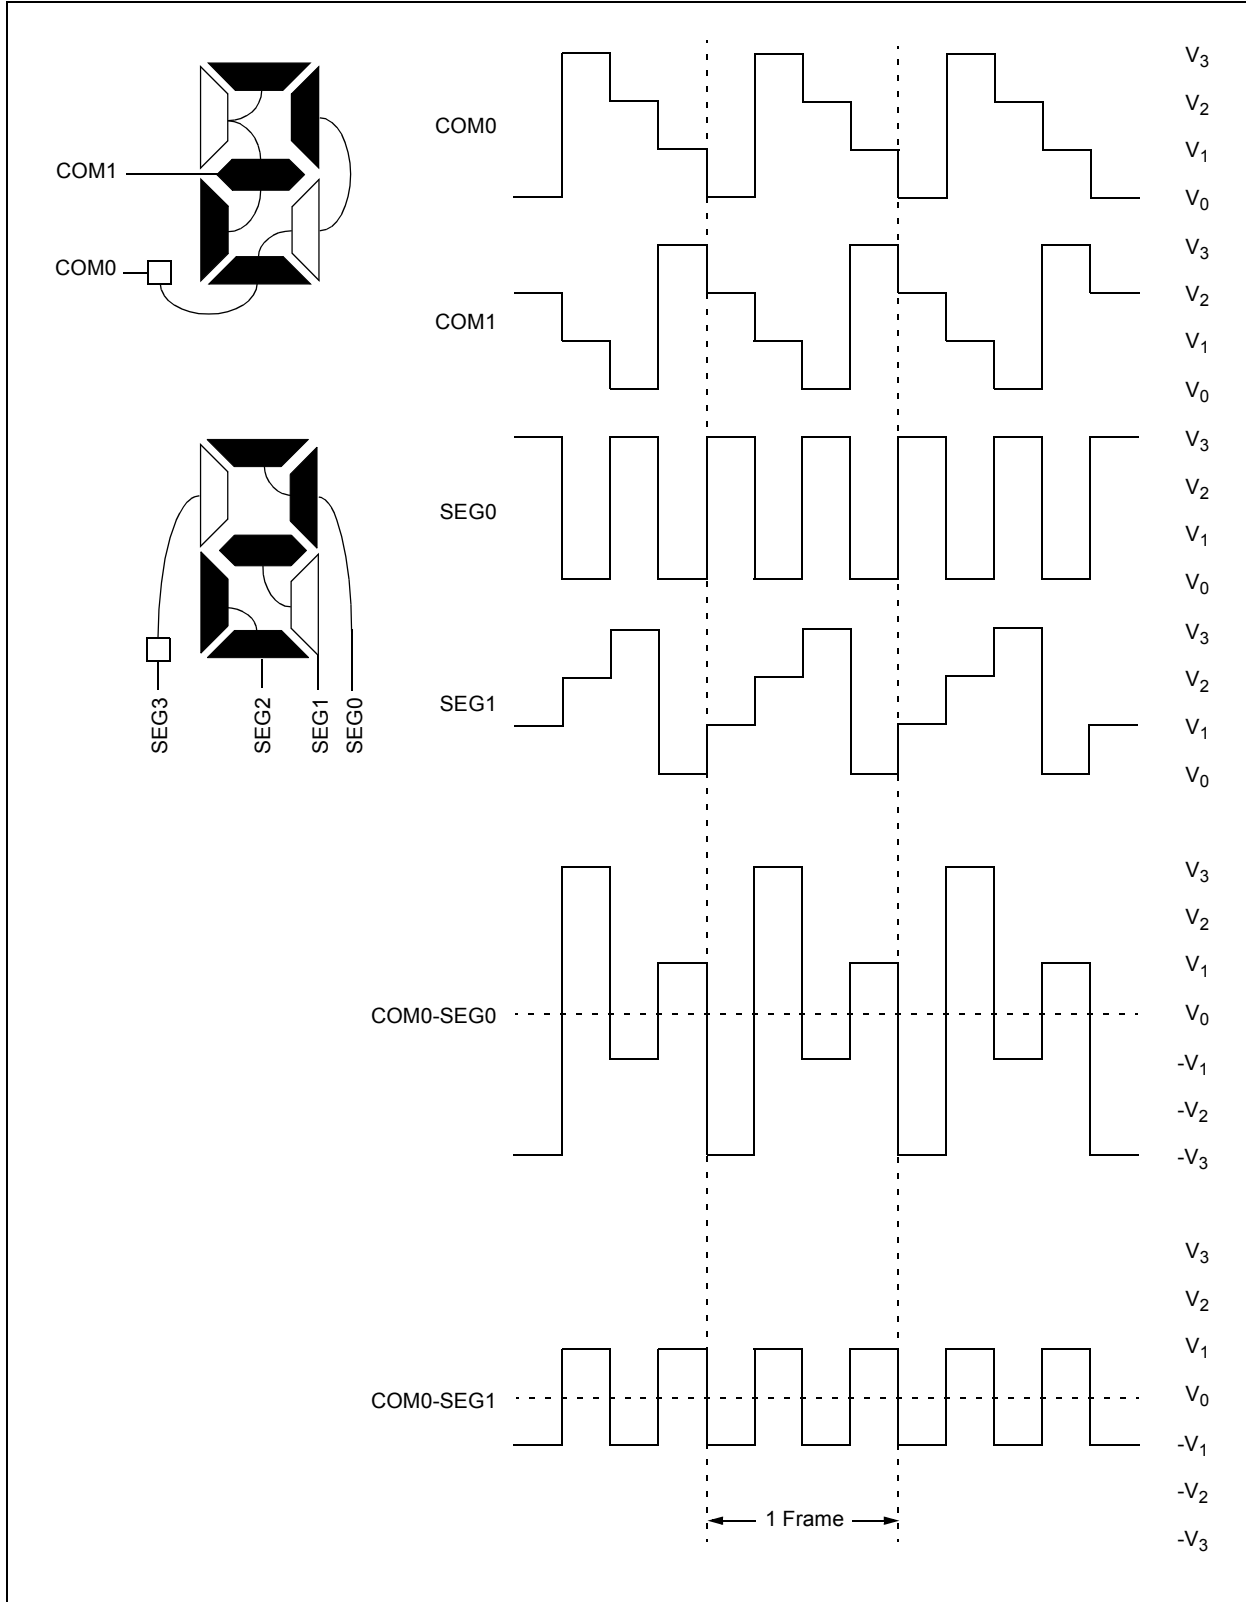 COM1
COM0
SEG3
SEG2
SEG1
SEG0
COM0
V3
V2
V1
V0
COM1
V3
V2
V1
V0
SEG0
V3
V2
V1
V0
SEG1
V3
V2
V1
V0
COM0-SEG0
V3
V2
V1
V0
-V1
-V2
-V3
COM0-SEG1
V3
V2
V1
V0
-V1
-V2
-V3
1 Frame